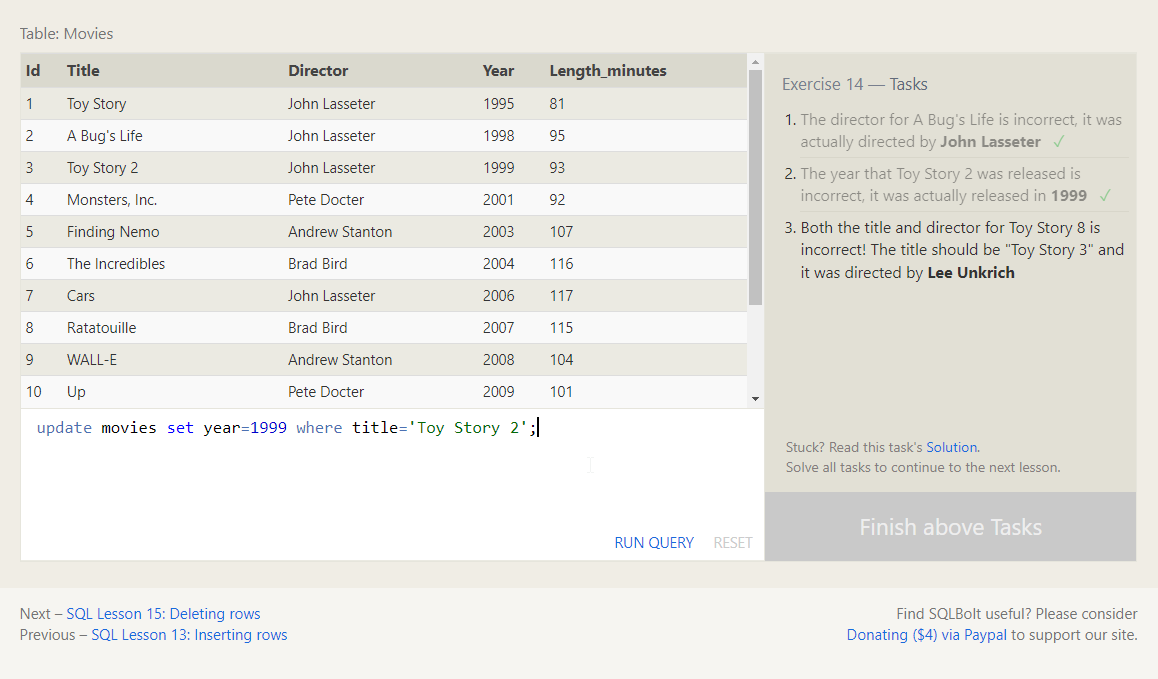 Table: Movies
Id Title Director Year Length_minutes
1 Toy Story John Lasseter 1995 81
2 A Bug's Life John Lasseter 1998 95
3 Toy Story 2 John Lasseter 1999 93
4 Monsters, Inc. Pete Docter 2001 92
5 Finding Nemo Andrew Stanton 2003 107
6 The Incredibles Brad Bird 2004 116
7 Cars John Lasseter 2006 117
8 Ratatouille Brad Bird 2007 115
9 WALL-E Andrew Stanton 2008 104
10 Up Pete Docter 2009 101
update movies set year=1999 where title='Toy Story 2';
RUN QUERY RESET
Exercise 14 — Tasks
1. The director for A Bug's Life is incorrect, it was
actually directed by John Lasseter ✓
2. The year that Toy Story 2 was released is
incorrect, it was actually released in 1999 ✓
3. Both the title and director for Toy Story 8 is
incorrect! The title should be "Toy Story 3" and
it was directed by Lee Unkrich
Stuck? Read this task's Solution.
Solve all tasks to continue to the next lesson.
Finish above Tasks
Next – SQL Lesson 15: Deleting rows
Previous – SQL Lesson 13: Inserting rows
Find SQLBolt useful? Please consider
Donating ($4) via Paypal to support our site.